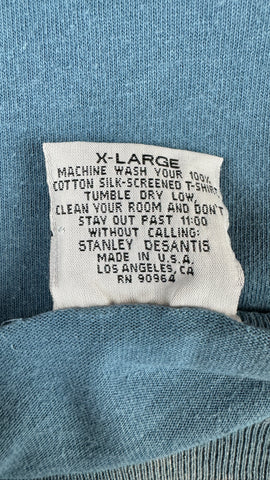 X-LARGE
MACHINE WASH YOUR 100%
COTTON SILK-SCREENED T-SHIRT
TUMBLE DRY LOW,
CLEAN YOUR ROOM AND DON'T
STAY OUT PAST 11:00
WITHOUT CALLING:
STANLEY DESANTIS
MADE IN U.S.A.
LOS ANGELES, CA
RN 90964